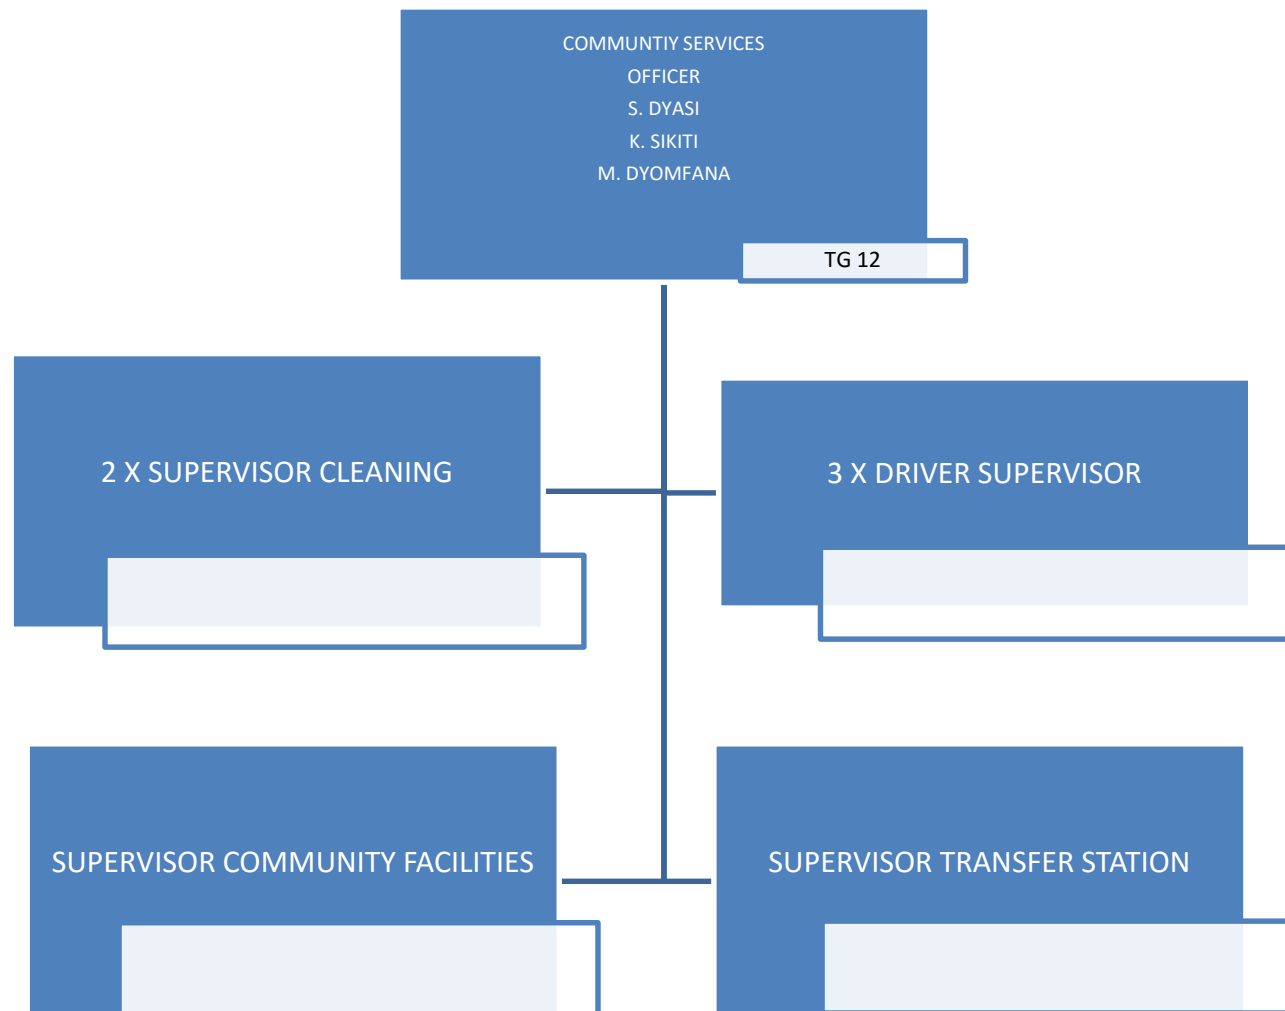 COMMUNTIY SERVICES
OFFICER
S. DYASI
K. SIKITI
M. DYOMFANA
TG 12
2 X SUPERVISOR CLEANING
3 X DRIVER SUPERVISOR
SUPERVISOR COMMUNITY FACILITIES
SUPERVISOR TRANSFER STATION